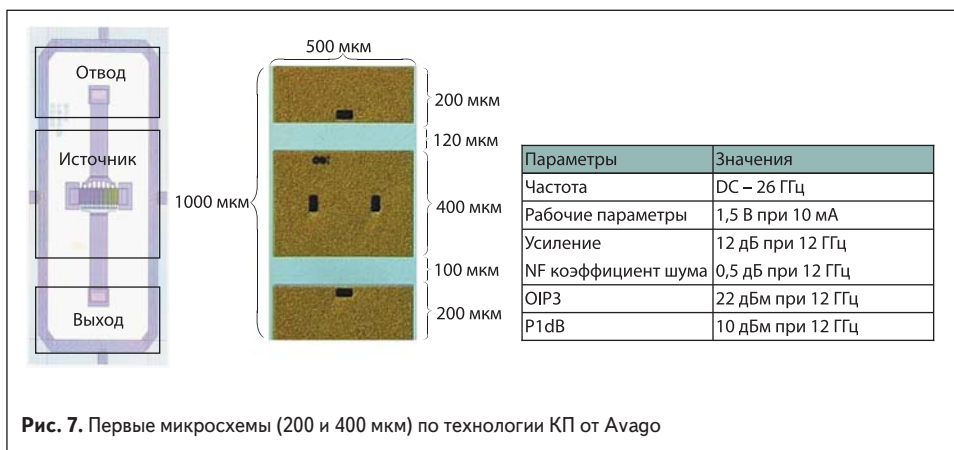 Отвод
Источник
Выход
500 мкм
1000 мкм
200 мкм
120 мкм
400 мкм
100 мкм
200 мкм
Параметры Значения
Частота DC – 26 ГГц
Рабочие параметры 1,5 В при 10 мА
Усиление 12 дБ при 12 ГГц
NF коэффициент шума 0,5 дБ при 12 ГГц
OIP3 22 дБм при 12 ГГц
P1dB 10 дБм при 12 ГГц
Рис. 7. Первые микросхемы (200 и 400 мкм) по технологии КП от Avago